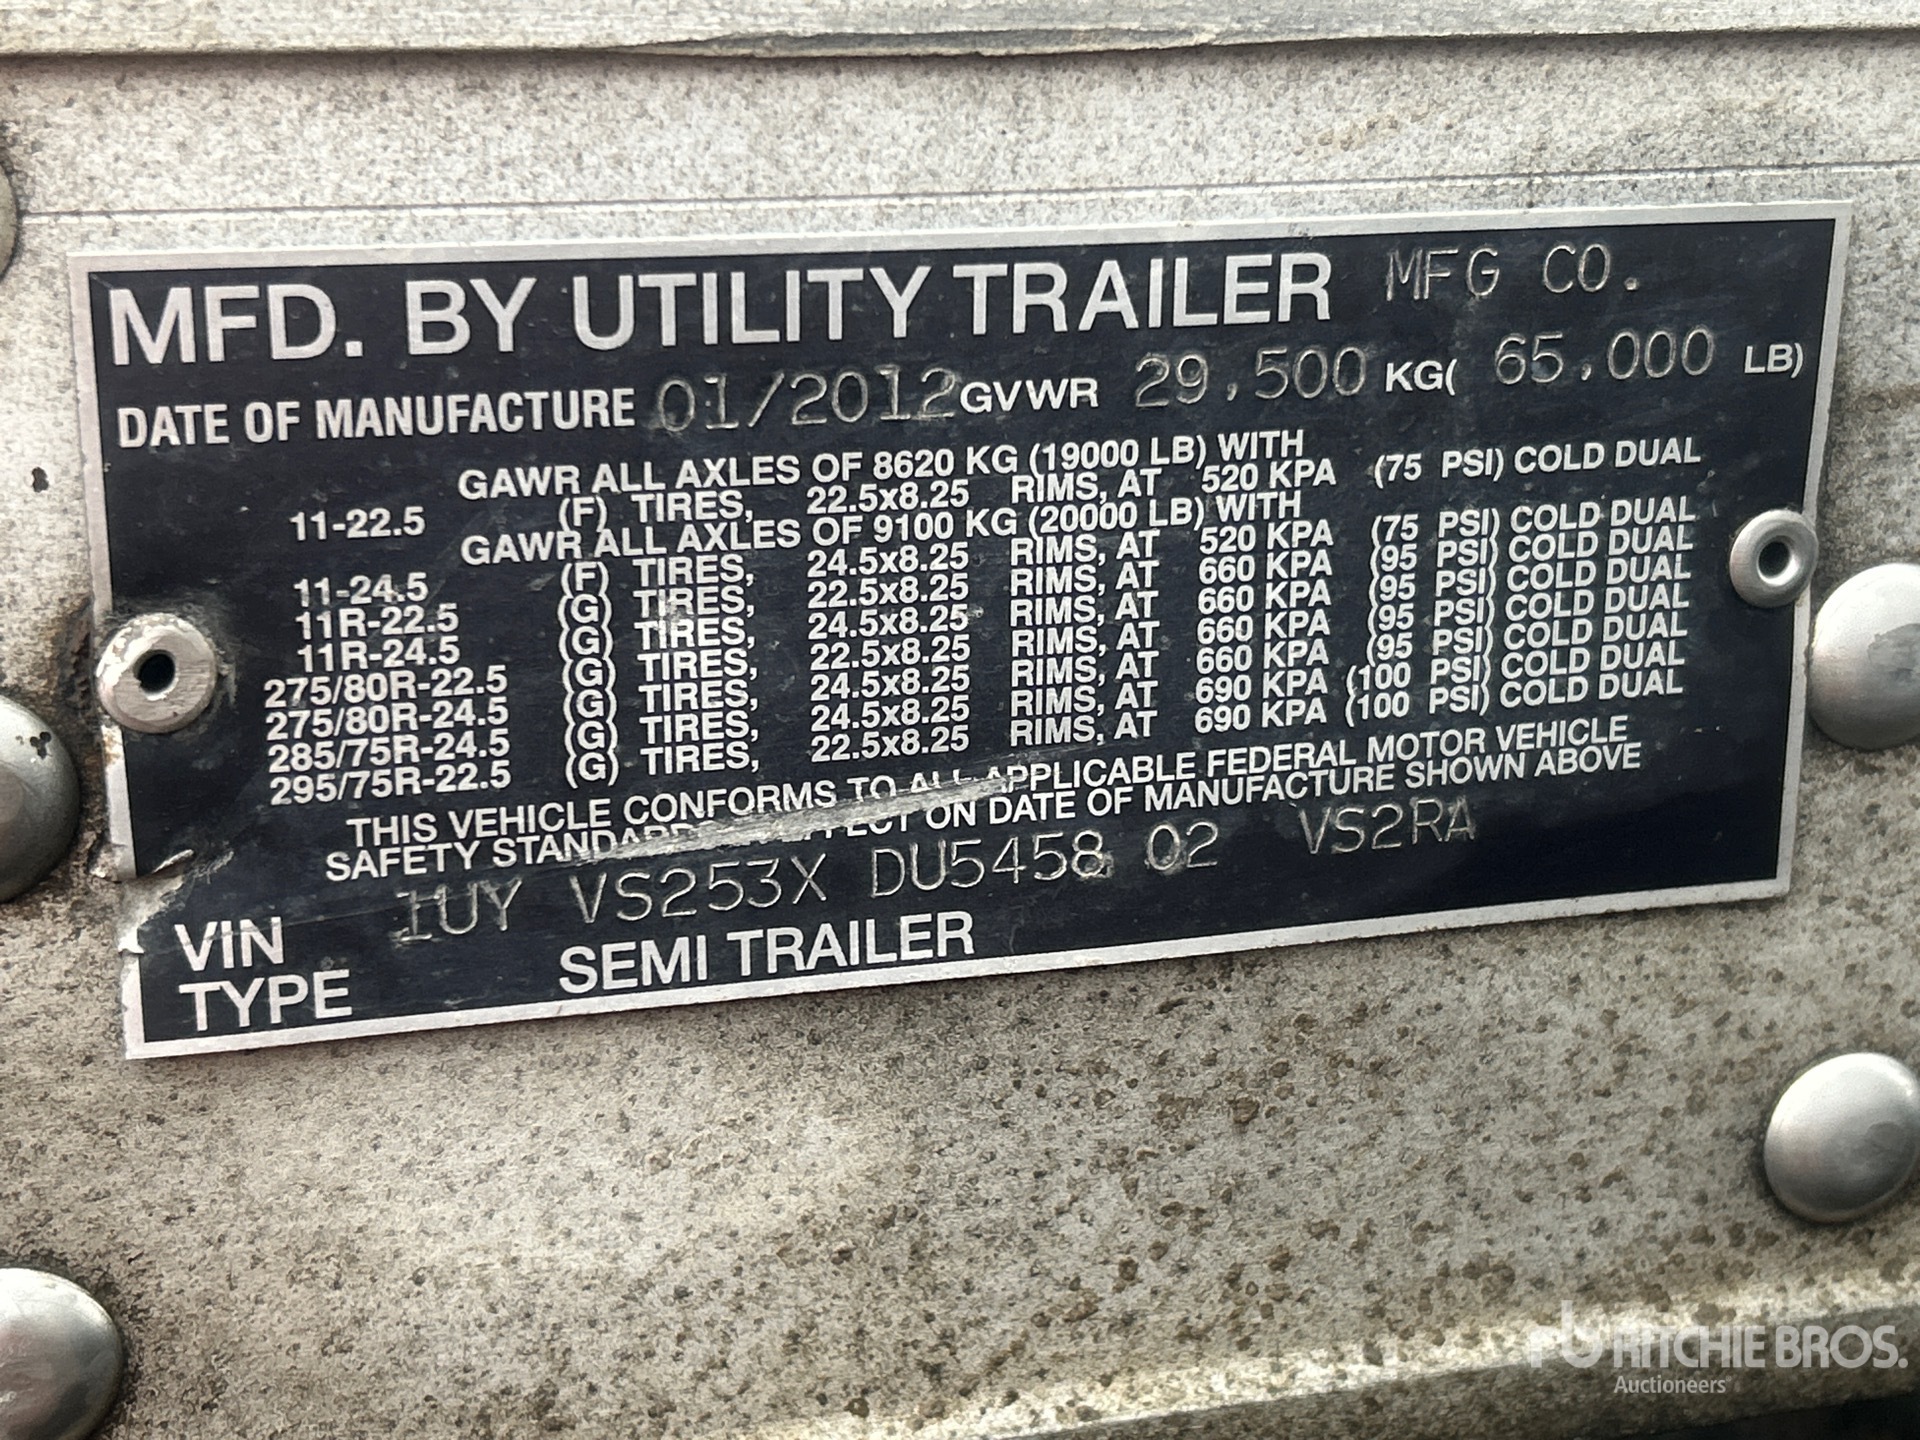 MFD. BY UTILITY TRAILER MFG CO.
DATE OF MANUFACTURE 01/2012 GVWR 29,500 KG( 65,000 LB)
GAWR ALL AXLES OF 8620 KG (19000 LB) WITH
11-22.5 (F) TIRES, 22.5x8.25 RIMS, AT 520 KPA (75 PSI) COLD DUAL
GAWR ALL AXLES OF 9100 KG (20000 LB) WITH
11-24.5 (F) TIRES, 24.5x8.25 RIMS, AT 520 KPA (75 PSI) COLD DUAL
11R-22.5 (G) TIRES, 22.5x8.25 RIMS, AT 660 KPA (95 PSI) COLD DUAL
11R-24.5 (G) TIRES, 24.5x8.25 RIMS, AT 660 KPA (95 PSI) COLD DUAL
275/80R-22.5 (G) TIRES, 22.5x8.25 RIMS, AT 660 KPA (95 PSI) COLD DUAL
275/80R-24.5 (G) TIRES, 24.5x8.25 RIMS, AT 660 KPA (95 PSI) COLD DUAL
285/75R-24.5 (G) TIRES, 24.5x8.25 RIMS, AT 690 KPA (100 PSI) COLD DUAL
295/75R-22.5 (G) TIRES, 22.5x8.25 RIMS, AT 690 KPA (100 PSI) COLD DUAL
THIS VEHICLE CONFORMS TO ALL APPLICABLE FEDERAL MOTOR VEHICLE
SAFETY STANDARDS EFFECT ON DATE OF MANUFACTURE SHOWN ABOVE
VIN 1UY VS253X DU5458 02 VS2RA
TYPE SEMI TRAILER
RITCHIE BROS.
Auctioneers